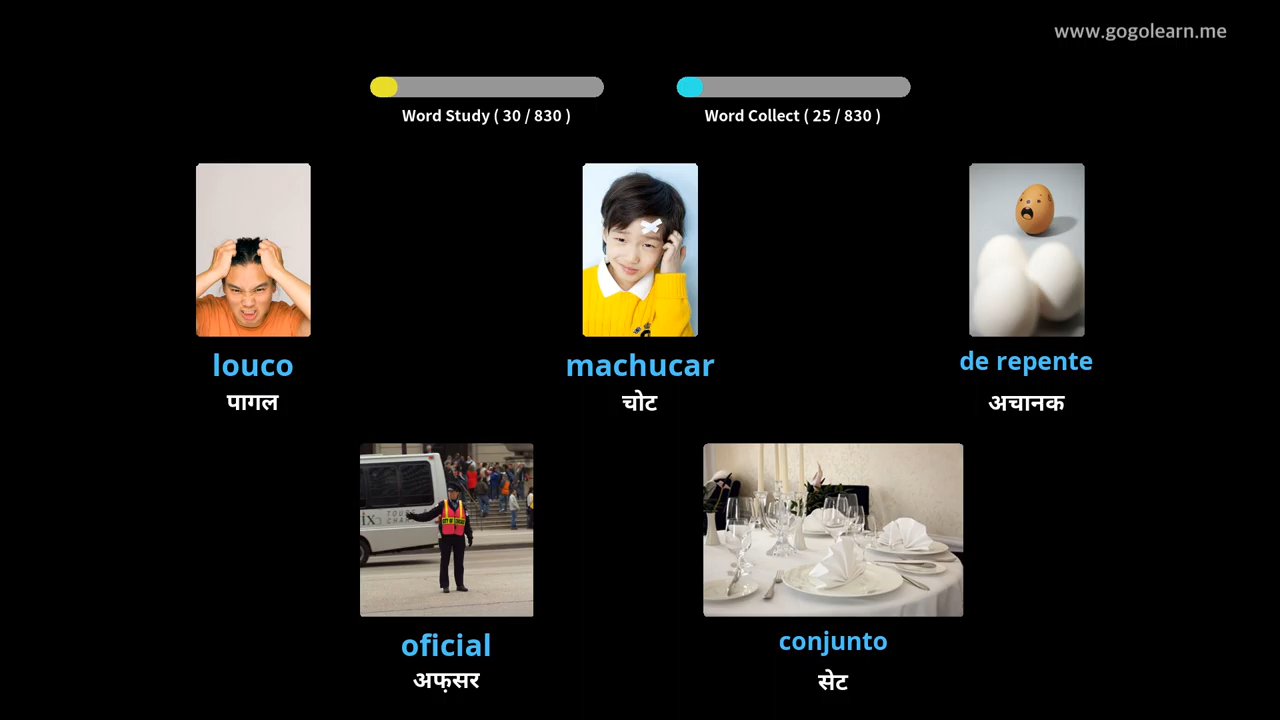 www.gogolearn.me
Word Study ( 30 / 830 )
Word Collect ( 25 / 830 )
louco
पागल
machucar
चोट
de repente
अचानक
oficial
अफ़सर
conjunto
सेट